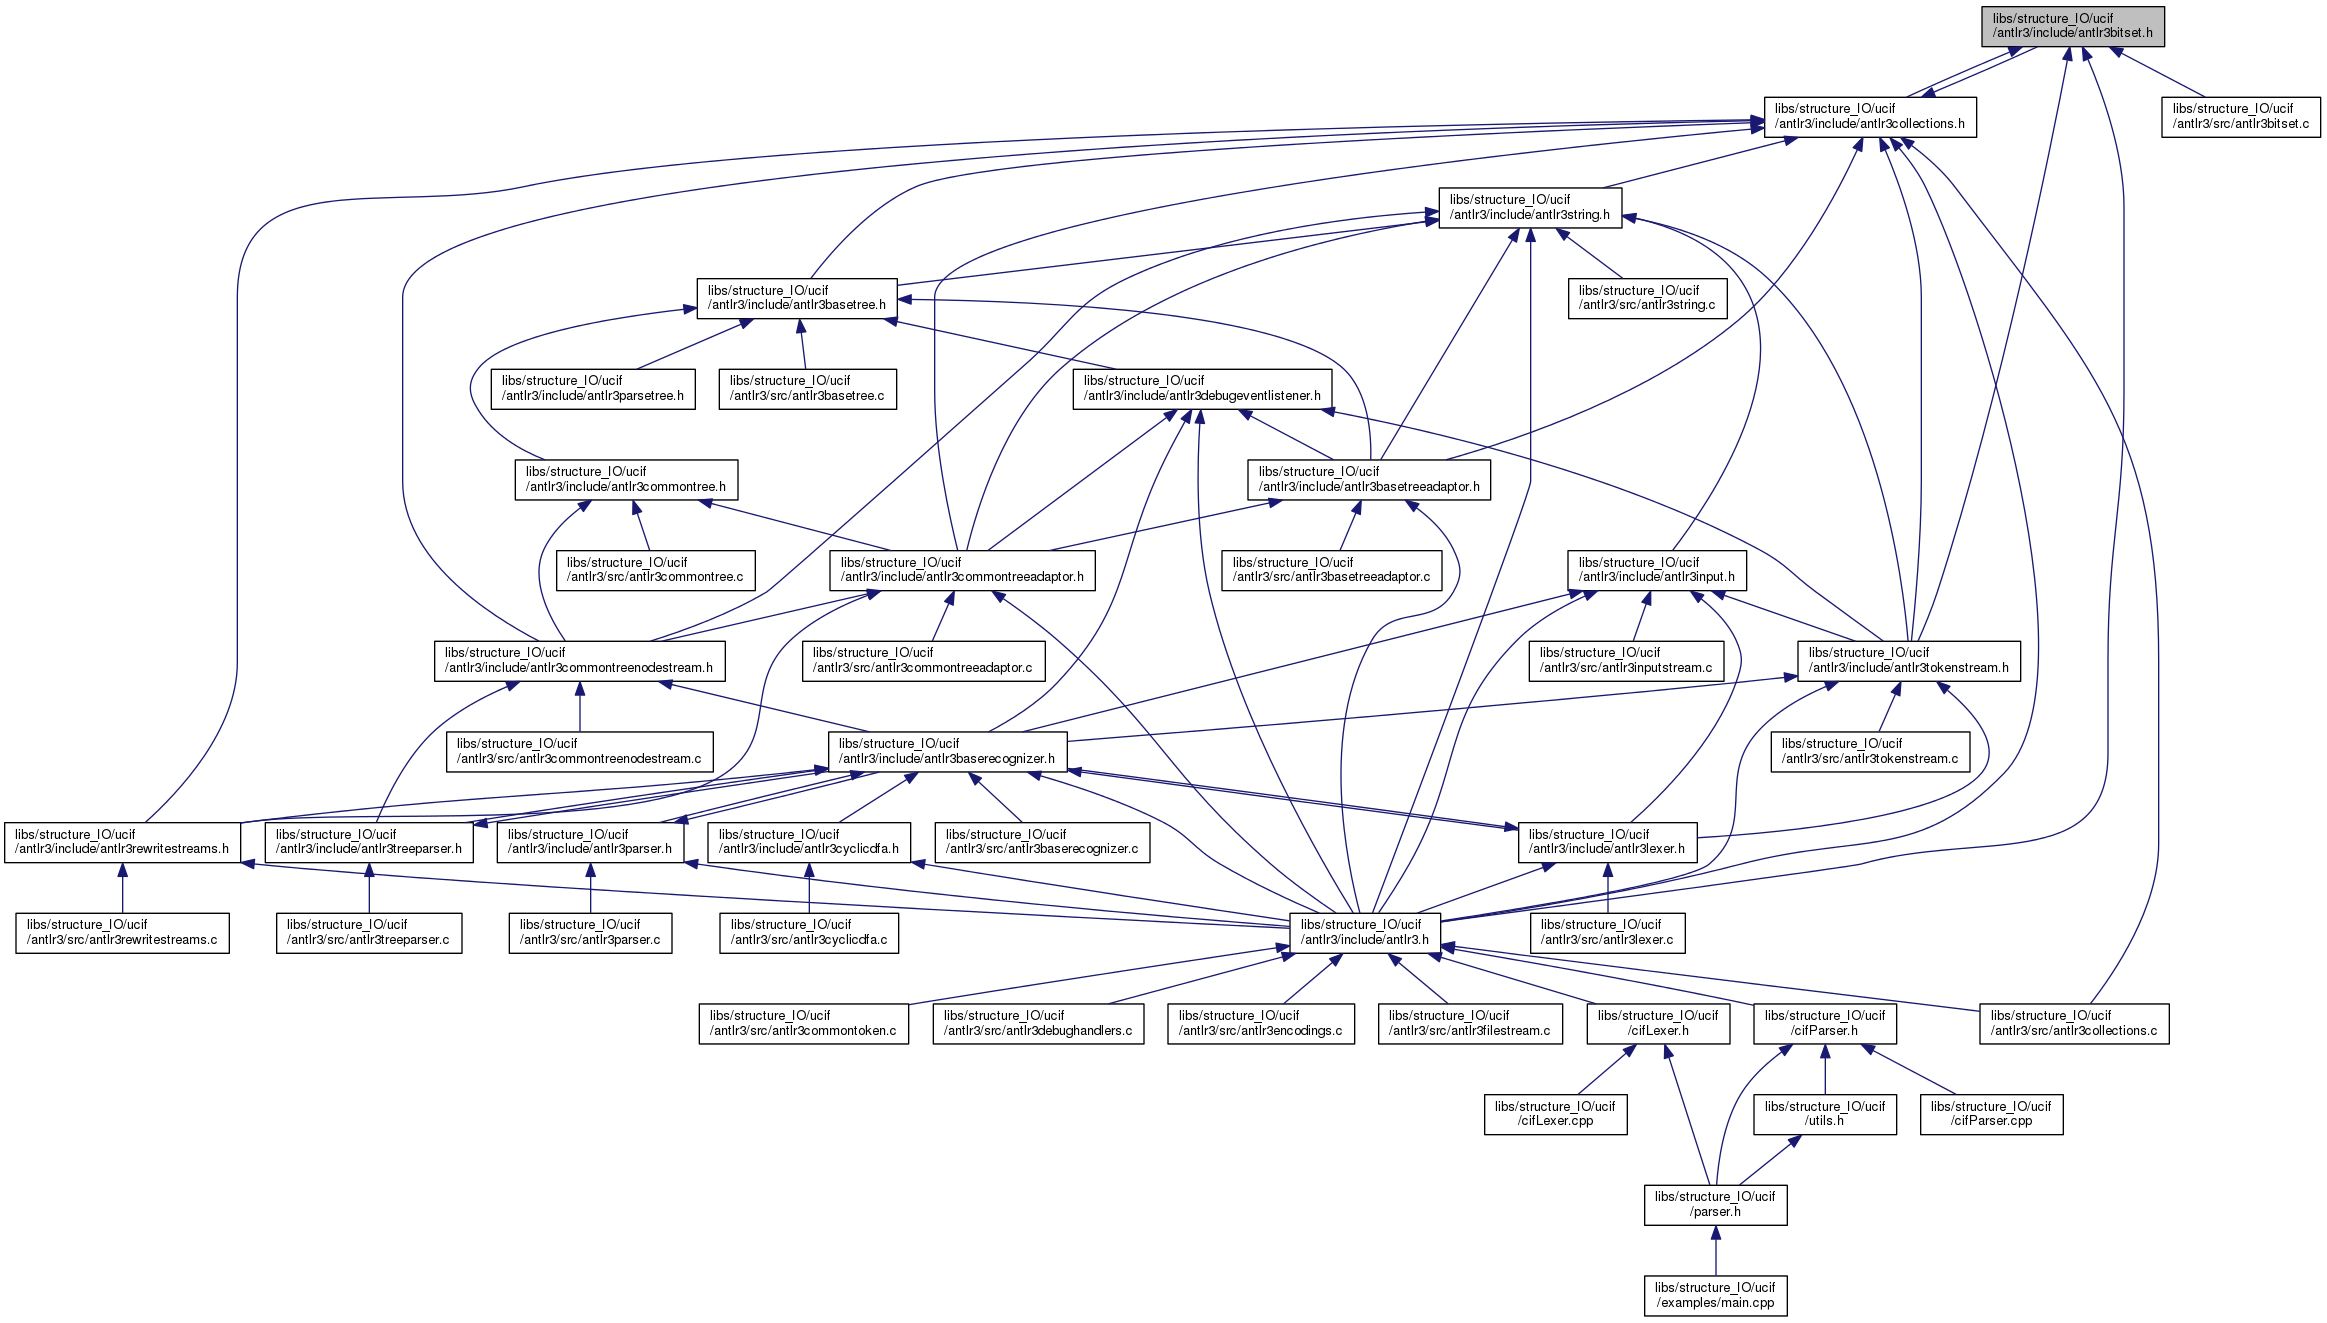 libs/structure_IO/ucif
/antlr3/include/antlr3bitset.h
libs/structure_IO/ucif
/antlr3/include/antlr3collections.h
libs/structure_IO/ucif
/antlr3/src/antlr3bitset.c
libs/structure_IO/ucif
/antlr3/include/antlr3string.h
libs/structure_IO/ucif
/antlr3/include/antlr3basetree.h
libs/structure_IO/ucif
/antlr3/src/antlr3string.c
libs/structure_IO/ucif
/antlr3/include/antlr3parsetree.h
libs/structure_IO/ucif
/antlr3/src/antlr3basetree.c
libs/structure_IO/ucif
/antlr3/include/antlr3debugeventlistener.h
libs/structure_IO/ucif
/antlr3/include/antlr3commontree.h
libs/structure_IO/ucif
/antlr3/include/antlr3basetreeadaptor.h
libs/structure_IO/ucif
/antlr3/src/antlr3commontree.c
libs/structure_IO/ucif
/antlr3/include/antlr3commontreeadaptor.h
libs/structure_IO/ucif
/antlr3/src/antlr3basetreeadaptor.c
libs/structure_IO/ucif
/antlr3/include/antlr3input.h
libs/structure_IO/ucif
/antlr3/include/antlr3commontreenodestream.h
libs/structure_IO/ucif
/antlr3/src/antlr3commontreeadaptor.c
libs/structure_IO/ucif
/antlr3/src/antlr3inputstream.c
libs/structure_IO/ucif
/antlr3/include/antlr3tokenstream.h
libs/structure_IO/ucif
/antlr3/src/antlr3commontreenodestream.c
libs/structure_IO/ucif
/antlr3/include/antlr3baserecognizer.h
libs/structure_IO/ucif
/antlr3/src/antlr3tokenstream.c
libs/structure_IO/ucif
/antlr3/include/antlr3rewritestreams.h
libs/structure_IO/ucif
/antlr3/include/antlr3treeparser.h
libs/structure_IO/ucif
/antlr3/include/antlr3parser.h
libs/structure_IO/ucif
/antlr3/include/antlr3cyclicdfa.h
libs/structure_IO/ucif
/antlr3/src/antlr3baserecognizer.c
libs/structure_IO/ucif
/antlr3/include/antlr3lexer.h
libs/structure_IO/ucif
/antlr3/src/antlr3rewritestreams.c
libs/structure_IO/ucif
/antlr3/src/antlr3treeparser.c
libs/structure_IO/ucif
/antlr3/src/antlr3parser.c
libs/structure_IO/ucif
/antlr3/src/antlr3cyclicdfa.c
libs/structure_IO/ucif
/antlr3/include/antlr3.h
libs/structure_IO/ucif
/antlr3/src/antlr3lexer.c
libs/structure_IO/ucif
/antlr3/src/antlr3commontoken.c
libs/structure_IO/ucif
/antlr3/src/antlr3debughandlers.c
libs/structure_IO/ucif
/antlr3/src/antlr3encodings.c
libs/structure_IO/ucif
/antlr3/src/antlr3filestream.c
libs/structure_IO/ucif
/cifLexer.h
libs/structure_IO/ucif
/cifParser.h
libs/structure_IO/ucif
/antlr3/src/antlr3collections.c
libs/structure_IO/ucif
/cifLexer.cpp
libs/structure_IO/ucif
/utils.h
libs/structure_IO/ucif
/cifParser.cpp
libs/structure_IO/ucif
/parser.h
libs/structure_IO/ucif
/examples/main.cpp